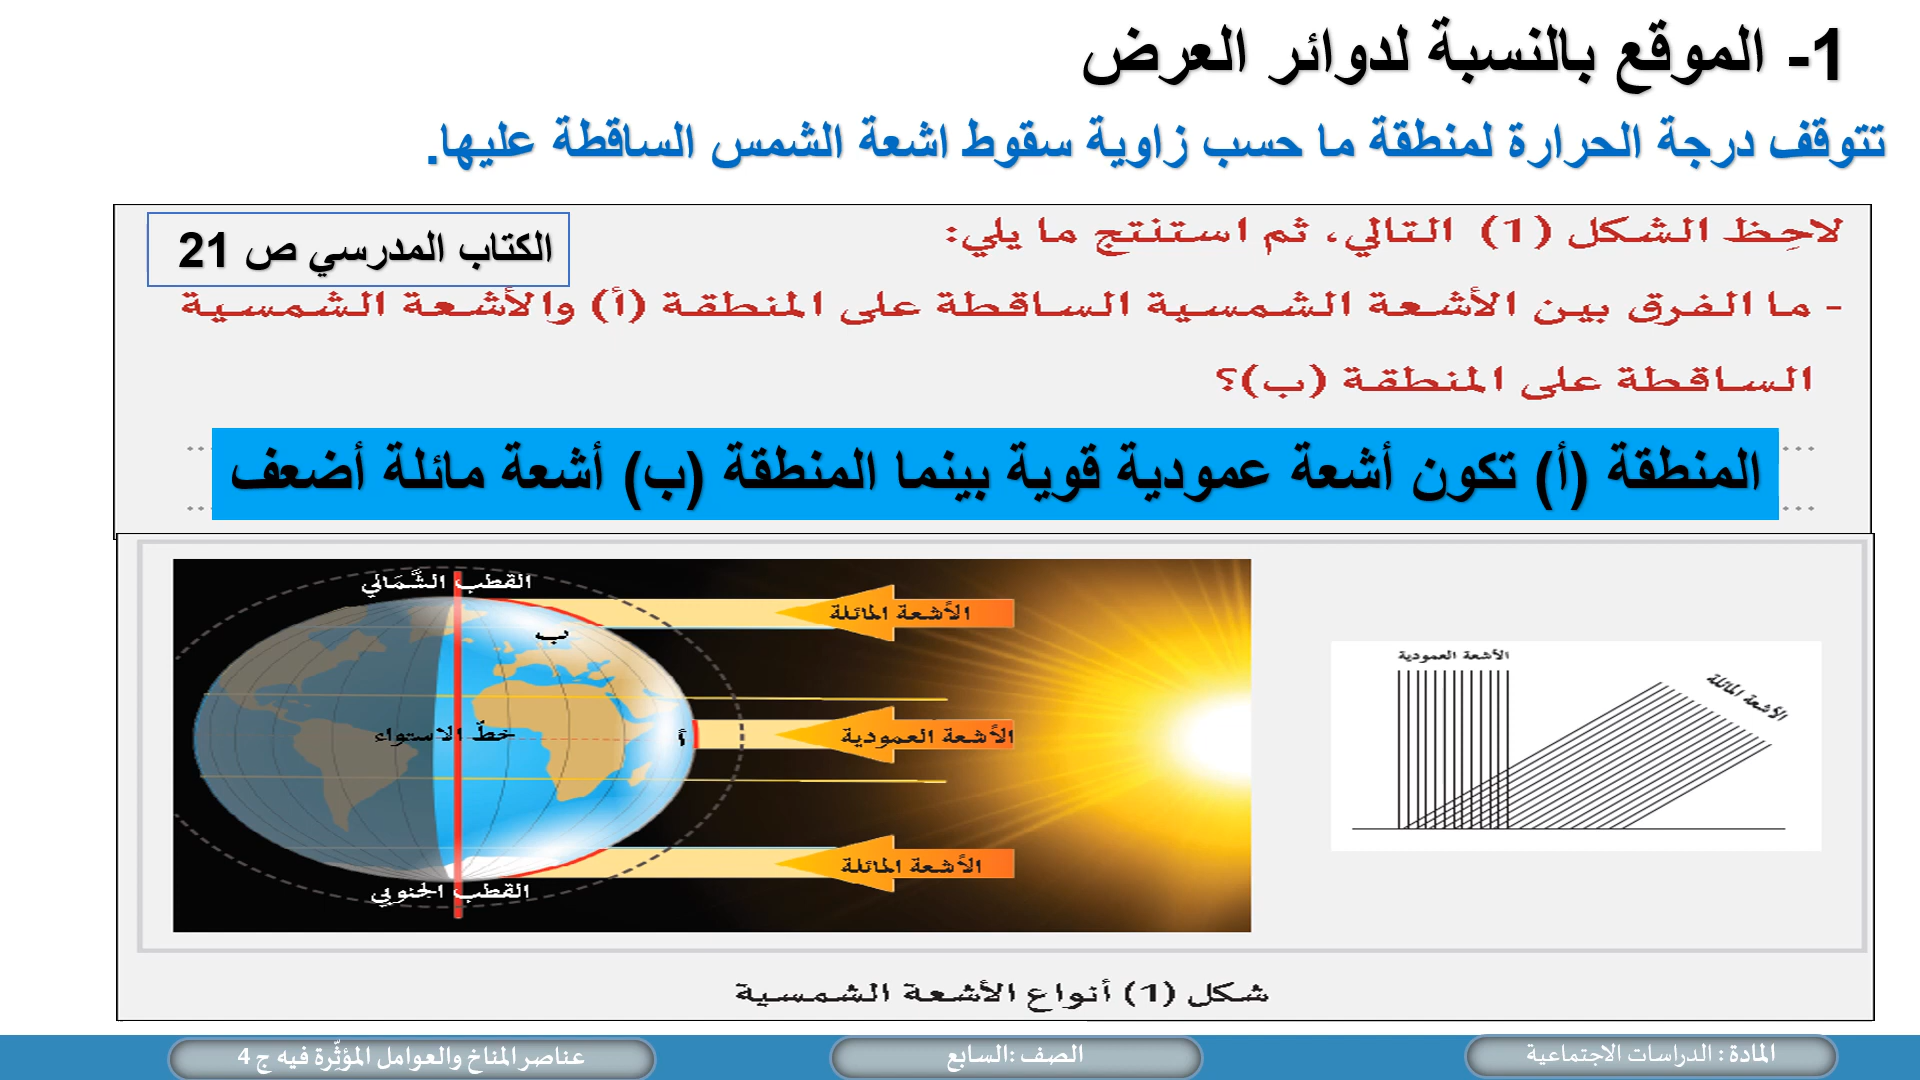 1- الموقع بالنسبة لدوائر العرض
تتوقف درجة الحرارة لمنطقة ما حسب زاوية سقوط اشعة الشمس الساقطة عليها.
لاحِظ الشكل (1) التالي، ثم استنتج ما يلي:
الكتاب المدرسي ص 21
- ما الفرق بين الأشعة الشمسية الساقطة على المنطقة (أ) والأشعة الشمسية
الساقطة على المنطقة (ب)؟
المنطقة (أ) تكون أشعة عمودية قوية بينما المنطقة (ب) أشعة مائلة أضعف
القطب الشَّمَالي
الأشعة المائلة
ب
خطّ الاستواء
أ
الأشعة العمودية
الأشعة المائلة
القطب الجنوبي
الأشعة العمودية
الأشعة المائلة
شكل (1) أنواع الأشعة الشمسية
المادة : الدراسات الاجتماعية
الصف :السابع
عناصر المناخ والعوامل المؤثّرة فيه ج 4